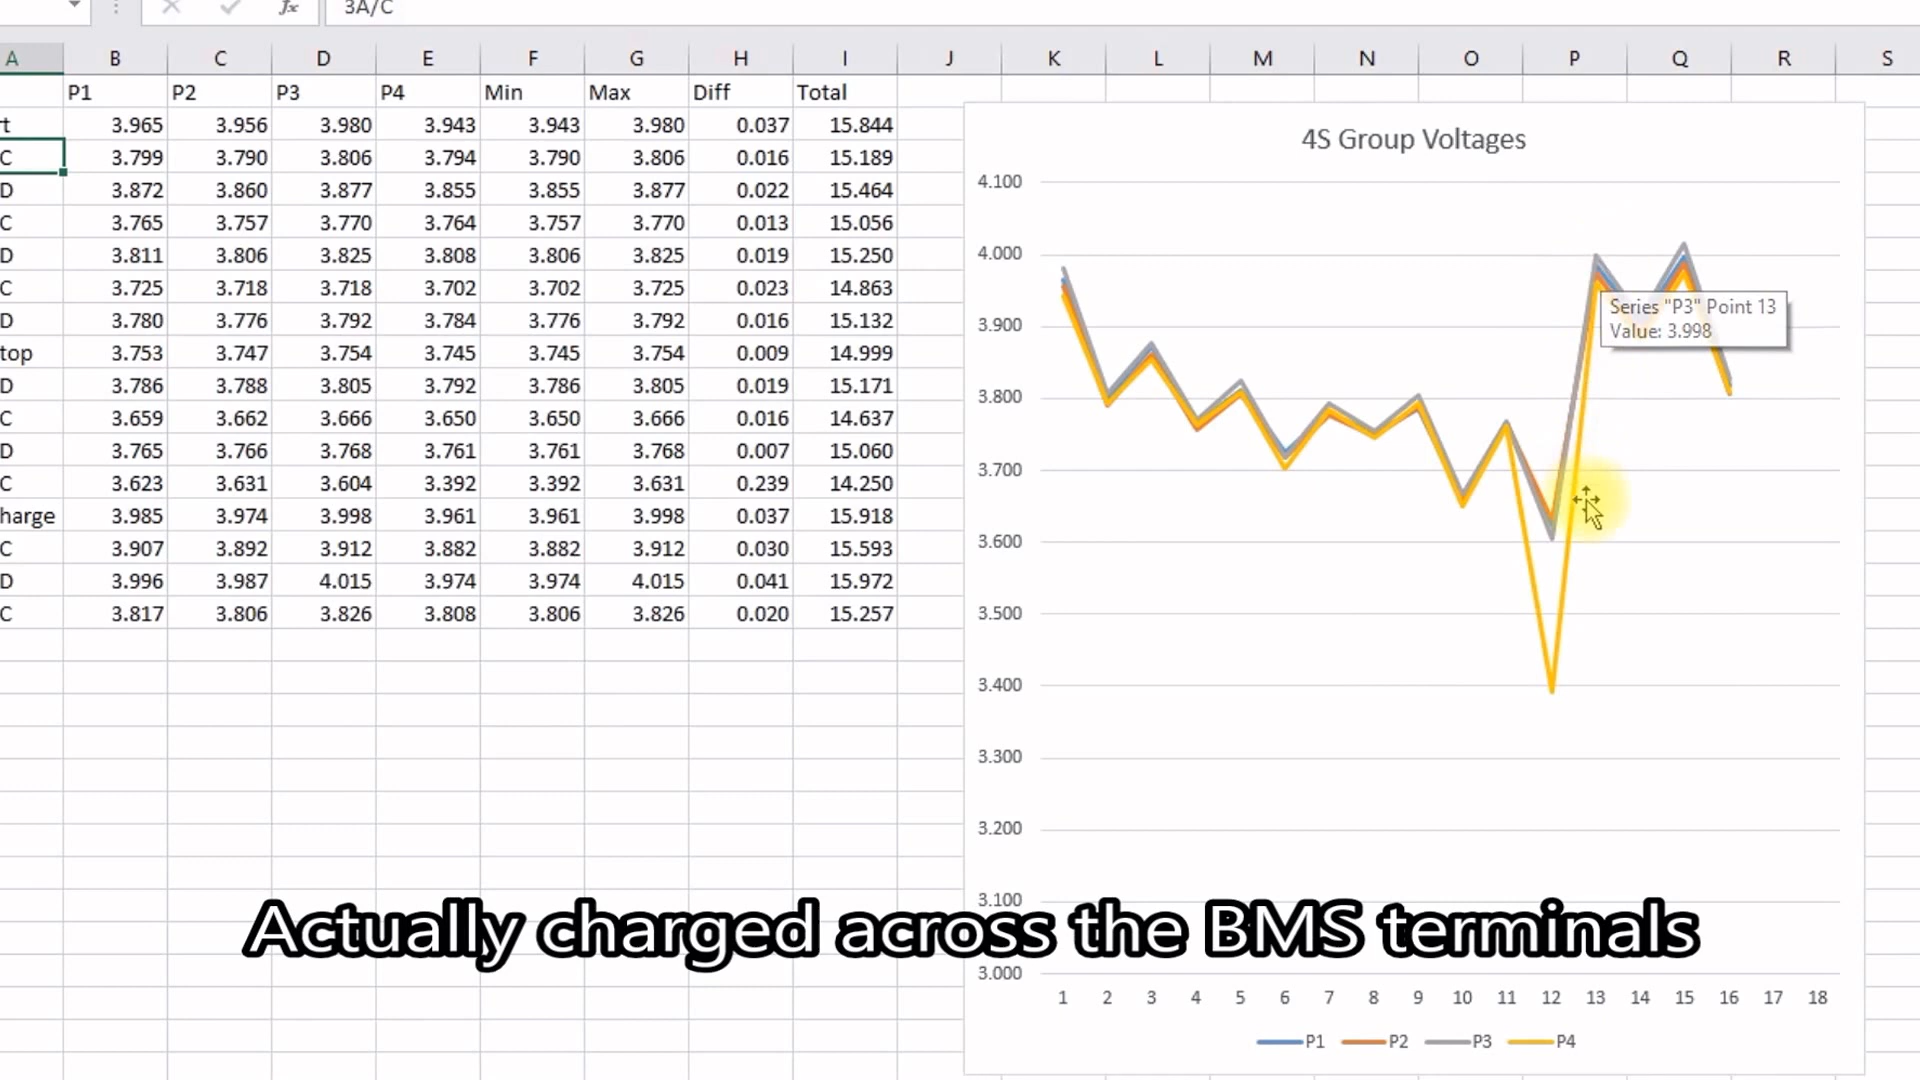 3A/C
A B C D E F G H I J K L M N O P Q R S
P1 P2 P3 P4 Min Max Diff Total
rt 3.965 3.956 3.980 3.943 3.943 3.980 0.037 15.844
C 3.799 3.790 3.806 3.794 3.790 3.806 0.016 15.189
D 3.872 3.860 3.877 3.855 3.855 3.877 0.022 15.464
C 3.765 3.757 3.770 3.764 3.757 3.770 0.013 15.056
D 3.811 3.806 3.825 3.808 3.806 3.825 0.019 15.250
C 3.725 3.718 3.718 3.702 3.702 3.725 0.023 14.863
D 3.780 3.776 3.792 3.784 3.776 3.792 0.016 15.132
top 3.753 3.747 3.754 3.745 3.745 3.754 0.009 14.999
D 3.786 3.788 3.805 3.792 3.786 3.805 0.019 15.171
C 3.659 3.662 3.666 3.650 3.650 3.666 0.016 14.637
D 3.765 3.766 3.768 3.761 3.761 3.768 0.007 15.060
C 3.623 3.631 3.604 3.392 3.392 3.631 0.239 14.250
harge 3.985 3.974 3.998 3.961 3.961 3.998 0.037 15.918
C 3.907 3.892 3.912 3.882 3.882 3.912 0.030 15.593
D 3.996 3.987 4.015 3.974 3.974 4.015 0.041 15.972
C 3.817 3.806 3.826 3.808 3.806 3.826 0.020 15.257
4S Group Voltages
4.100
4.000
3.900
3.800
3.700
3.600
3.500
3.400
3.300
3.200
3.100
3.000
Series "P3" Point 13
Value: 3.998
1 2 3 4 5 6 7 8 9 10 11 12 13 14 15 16 17 18
P1 P2 P3 P4
Actually charged across the BMS terminals